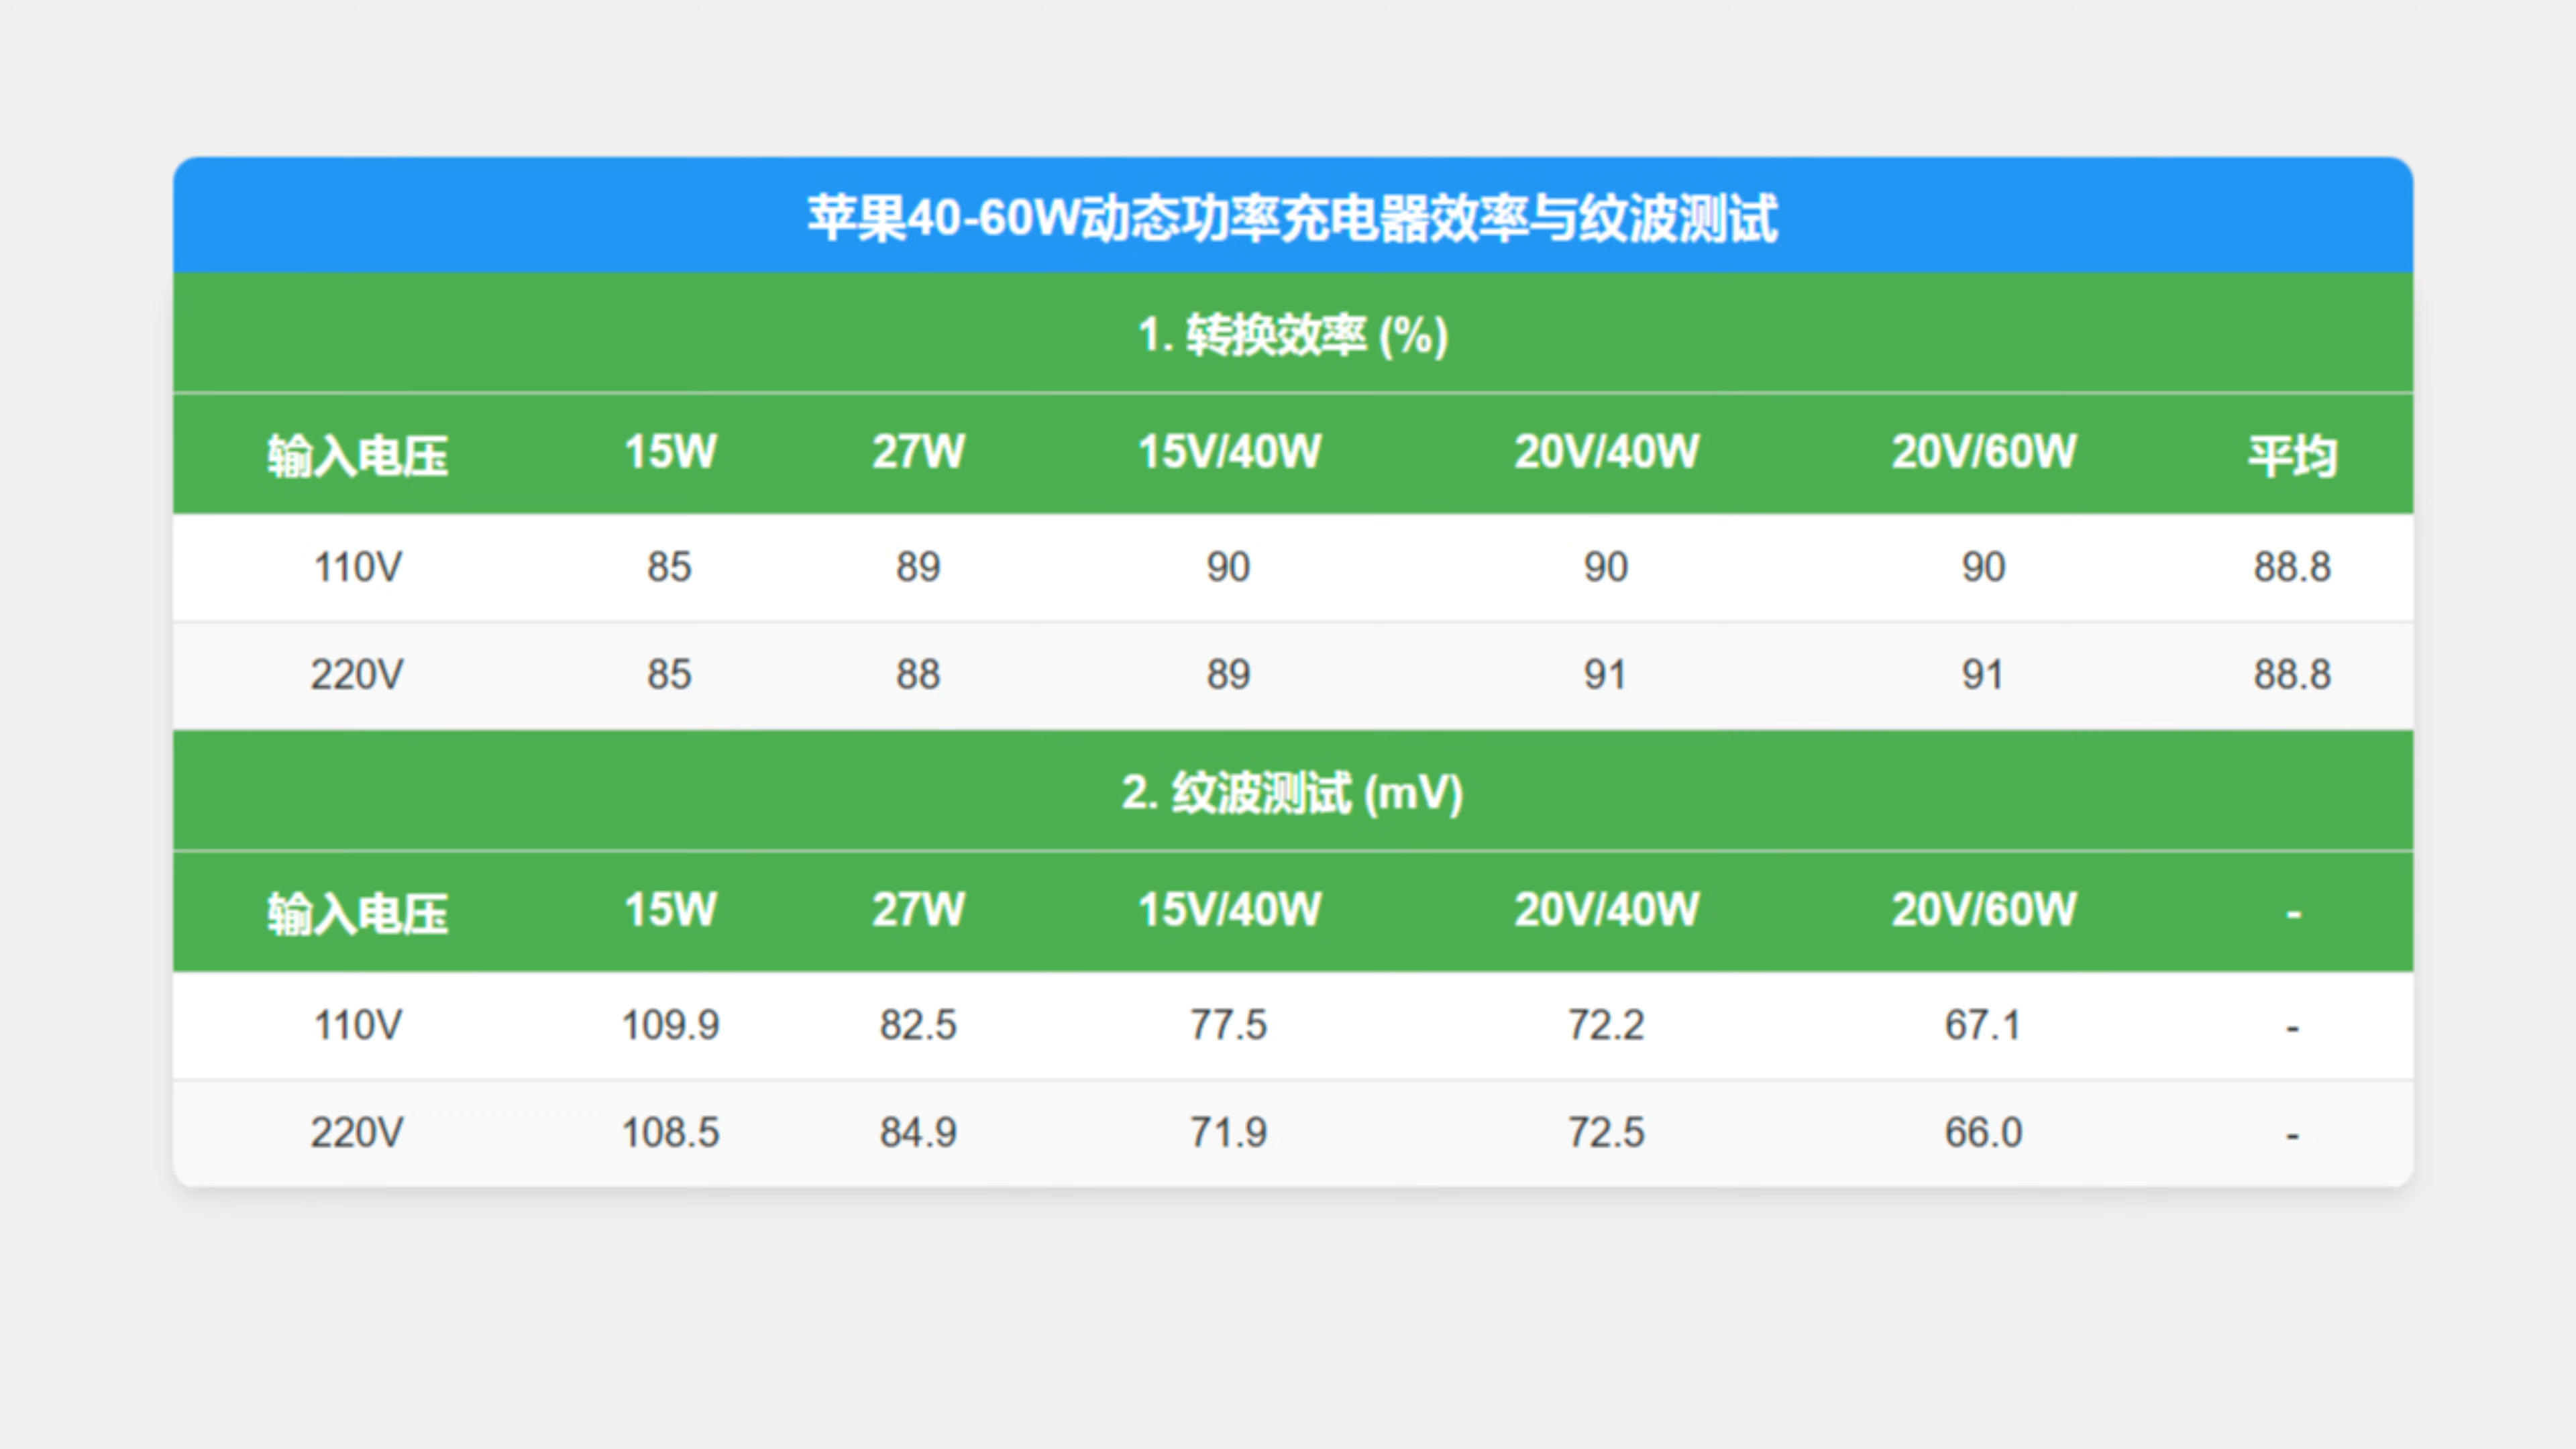 苹果40-60W动态功率充电器效率与纹波测试
1. 转换效率 (%)
输入电压 15W 27W 15V/40W 20V/40W 20V/60W 平均
110V 85 89 90 90 90 88.8
220V 85 88 89 91 91 88.8
2. 纹波测试 (mV)
输入电压 15W 27W 15V/40W 20V/40W 20V/60W -
110V 109.9 82.5 77.5 72.2 67.1 -
220V 108.5 84.9 71.9 72.5 66.0 -